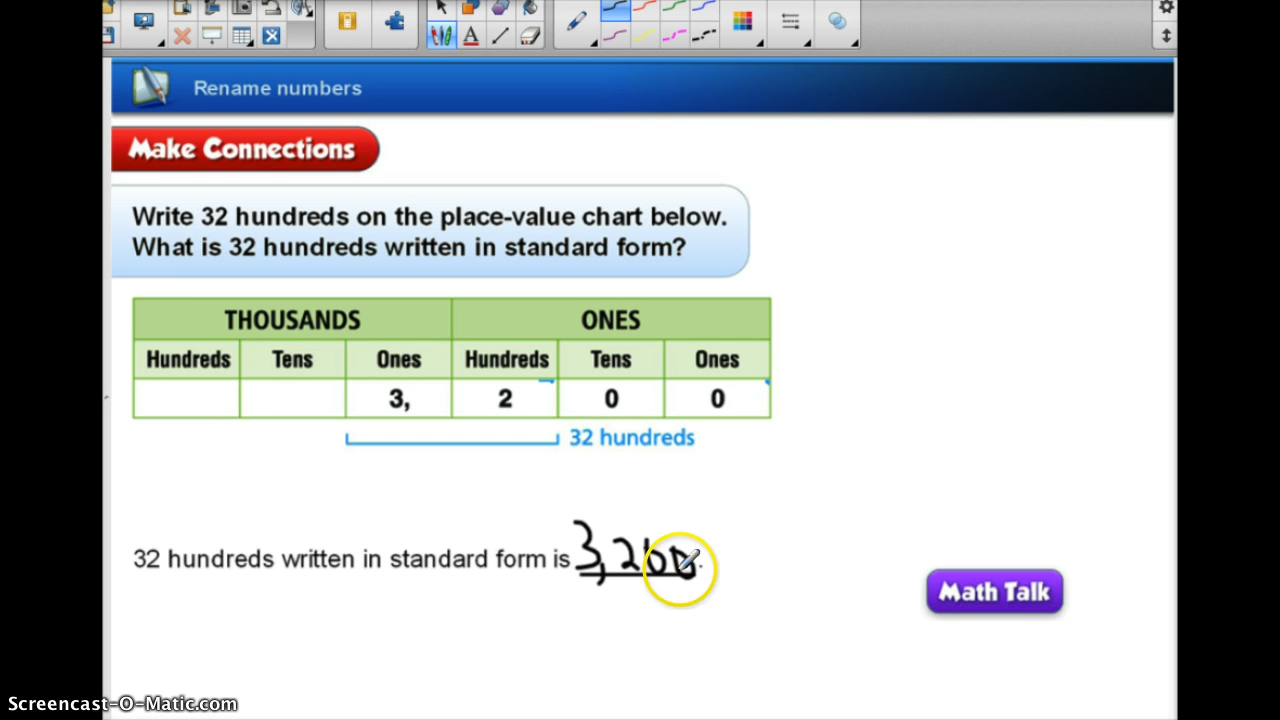 Rename numbers
Make Connections
Write 32 hundreds on the place-value chart below.
What is 32 hundreds written in standard form?
THOUSANDS ONES
Hundreds Tens Ones Hundreds Tens Ones
3, 2 0 0
32 hundreds
32 hundreds written in standard form is 3,200.
Math Talk
Screencast-O-Matic.com